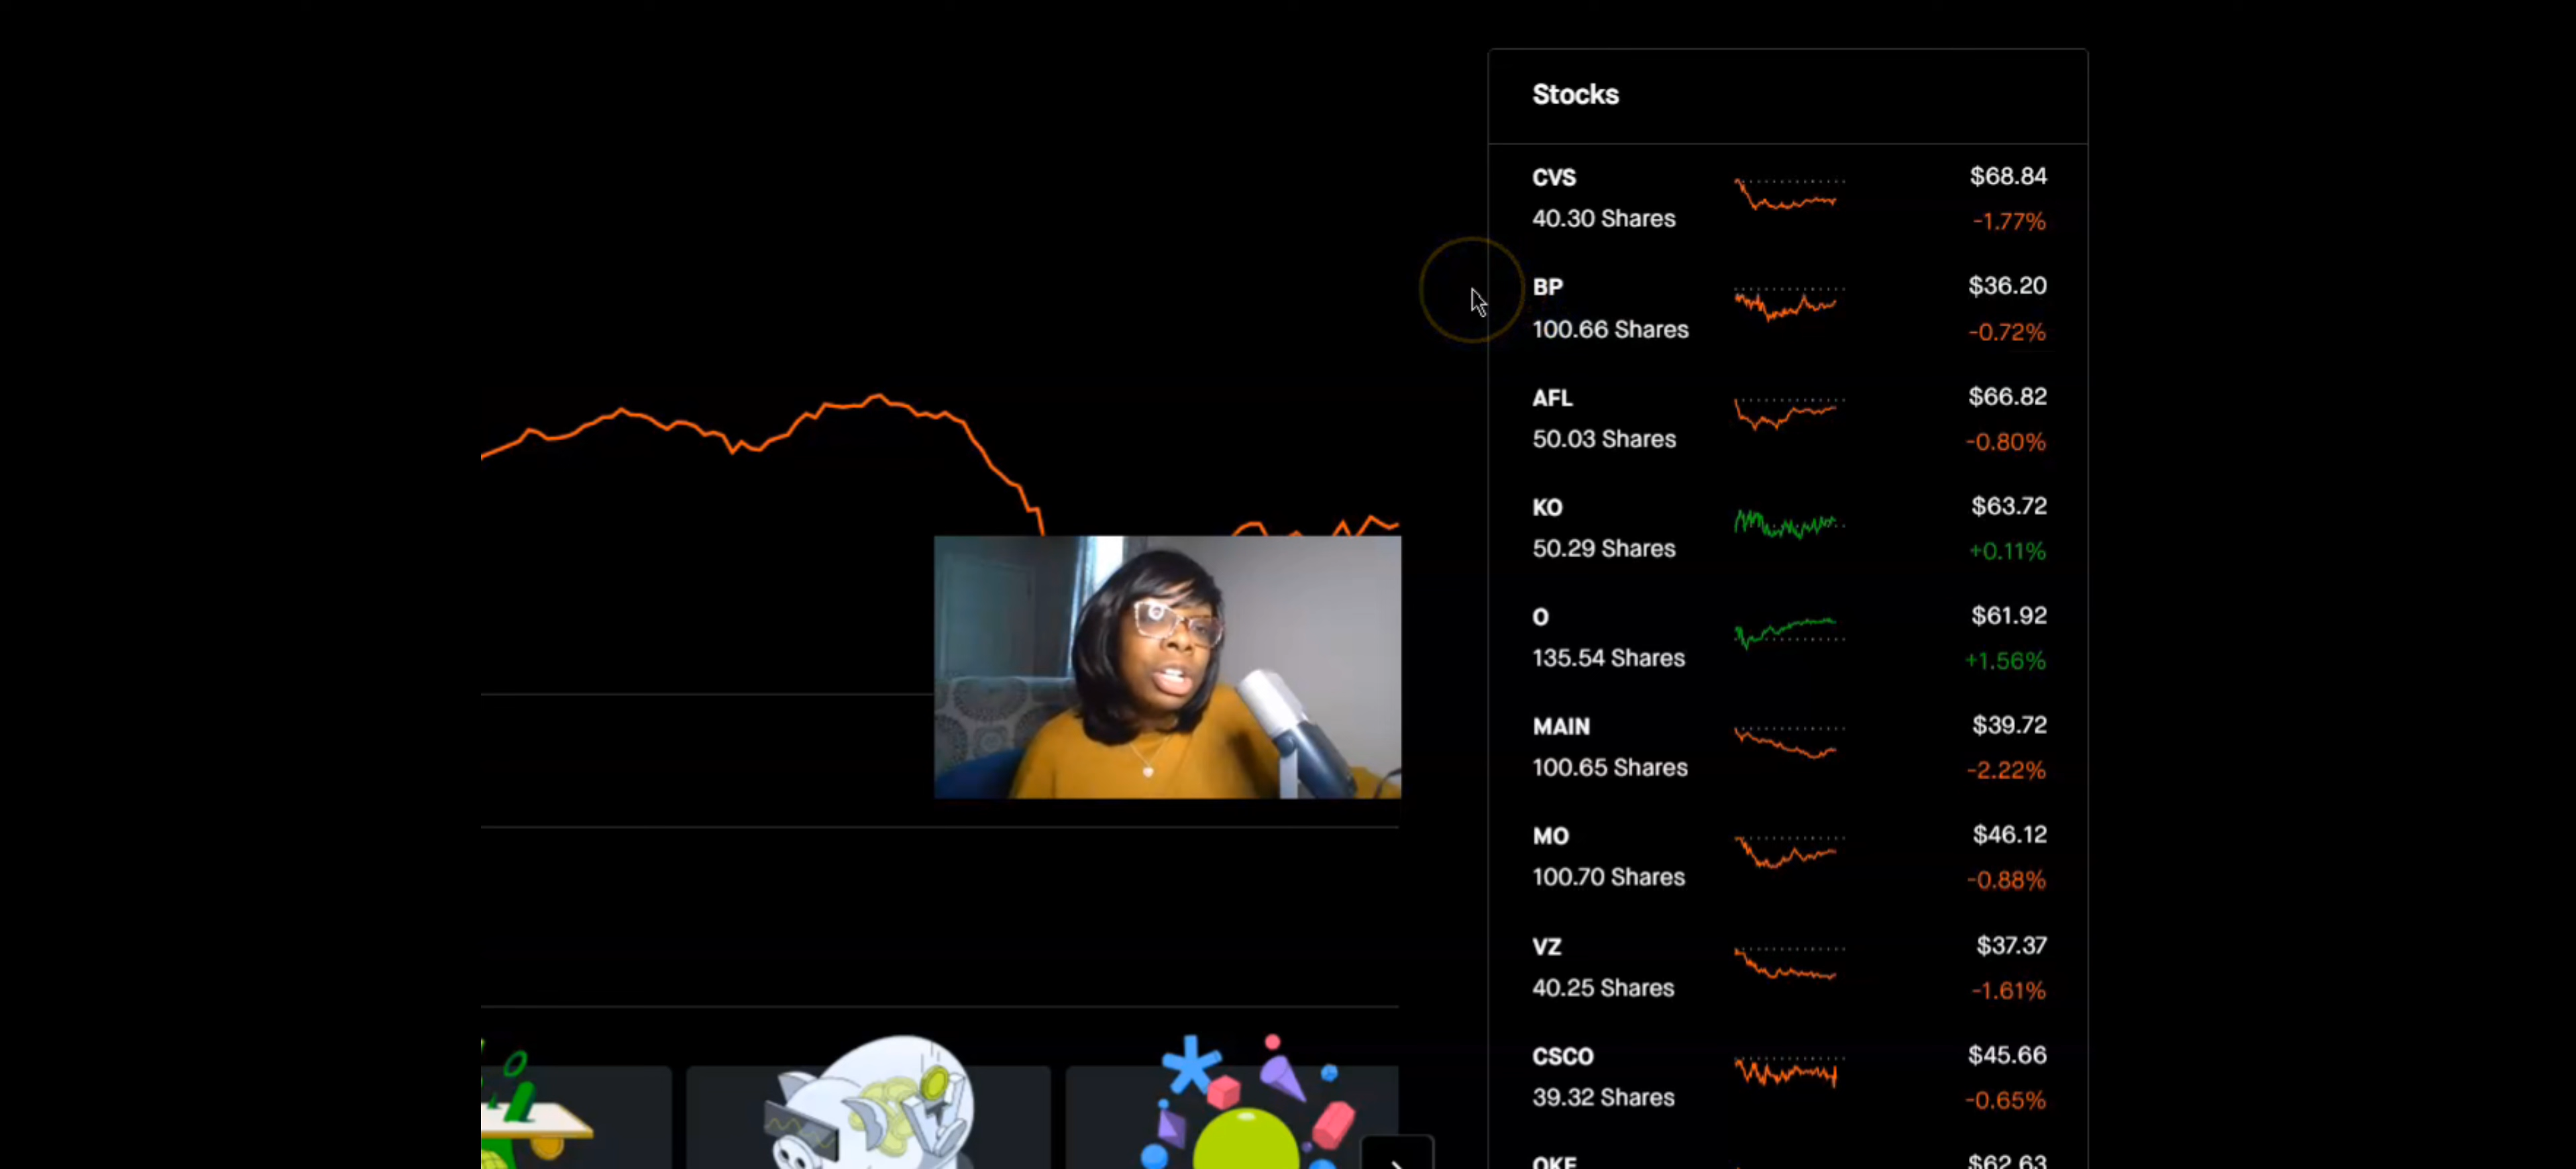 Stocks
CVS
$68.84
40.30 Shares
-1.77%
BP
$36.20
100.66 Shares
-0.72%
AFL
$66.82
50.03 Shares
-0.80%
KO
$63.72
50.29 Shares
+0.11%
O
$61.92
135.54 Shares
+1.56%
MAIN
$39.72
100.65 Shares
-2.22%
MO
$46.12
100.70 Shares
-0.88%
VZ
$37.37
40.25 Shares
-1.61%
CSCO
$45.66
39.32 Shares
-0.65%
OKE
$62.63